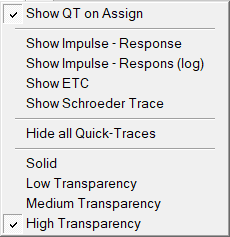 Show QT on Assign
Show Impulse - Response
Show Impulse - Respons (log)
Show ETC
Show Schroeder Trace
Hide all Quick-Traces
Solid
Low Transparency
Medium Transparency
High Transparency